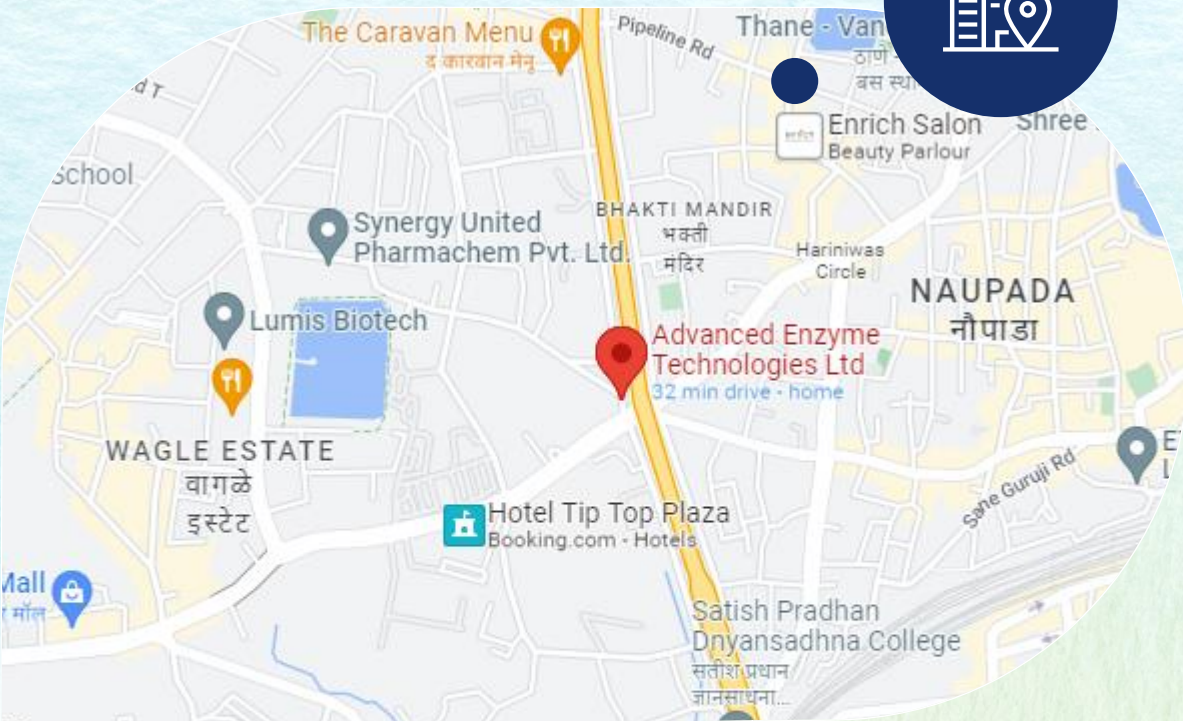 The Caravan Menu
द कारवान मेनू
Pipeline Rd
Thane - Van
ठाणे -
बस स्था
Enrich Salon
Beauty Parlour
Shree
School
Synergy United
Pharmachem Pvt. Ltd.
BHAKTI MANDIR
भक्ती
मंदिर
Hariniwas
Circle
NAUPADA
नौपाडा
Lumis Biotech
Advanced Enzyme
Technologies Ltd
32 min drive - home
WAGLE ESTATE
वागळे
इस्टेट
Sane Guruji Rd
Hotel Tip Top Plaza
Booking.com · Hotels
Mall
मॉल
Satish Pradhan
Dnyansadhna College
सतीश प्रधान
ज्ञानसाधना...